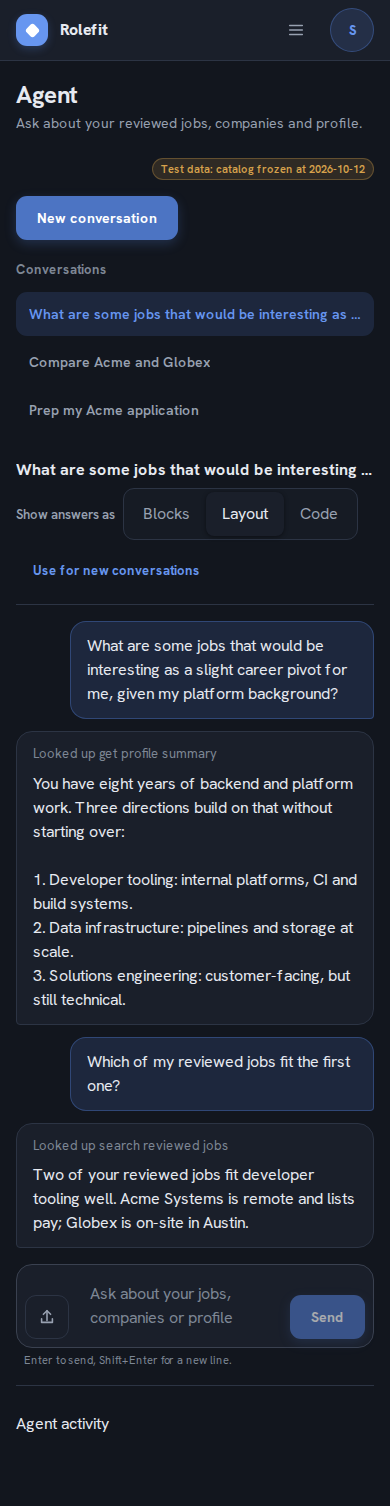 Rolefit
S
Agent
Ask about your reviewed jobs, companies and profile.
Test data: catalog frozen at 2026-10-12
New conversation
Conversations
What are some jobs that would be interesting as ...
Compare Acme and Globex
Prep my Acme application
What are some jobs that would be interesting ...
Show answers as
Blocks
Layout
Code
Use for new conversations
What are some jobs that would be
interesting as a slight career pivot for
me, given my platform background?
Looked up get profile summary
You have eight years of backend and platform
work. Three directions build on that without
starting over:
1. Developer tooling: internal platforms, CI and
build systems.
2. Data infrastructure: pipelines and storage at
scale.
3. Solutions engineering: customer-facing, but
still technical.
Which of my reviewed jobs fit the first
one?
Looked up search reviewed jobs
Two of your reviewed jobs fit developer
tooling well. Acme Systems is remote and lists
pay; Globex is on-site in Austin.
Ask about your jobs,
companies or profile
Send
Enter to send, Shift+Enter for a new line.
Agent activity